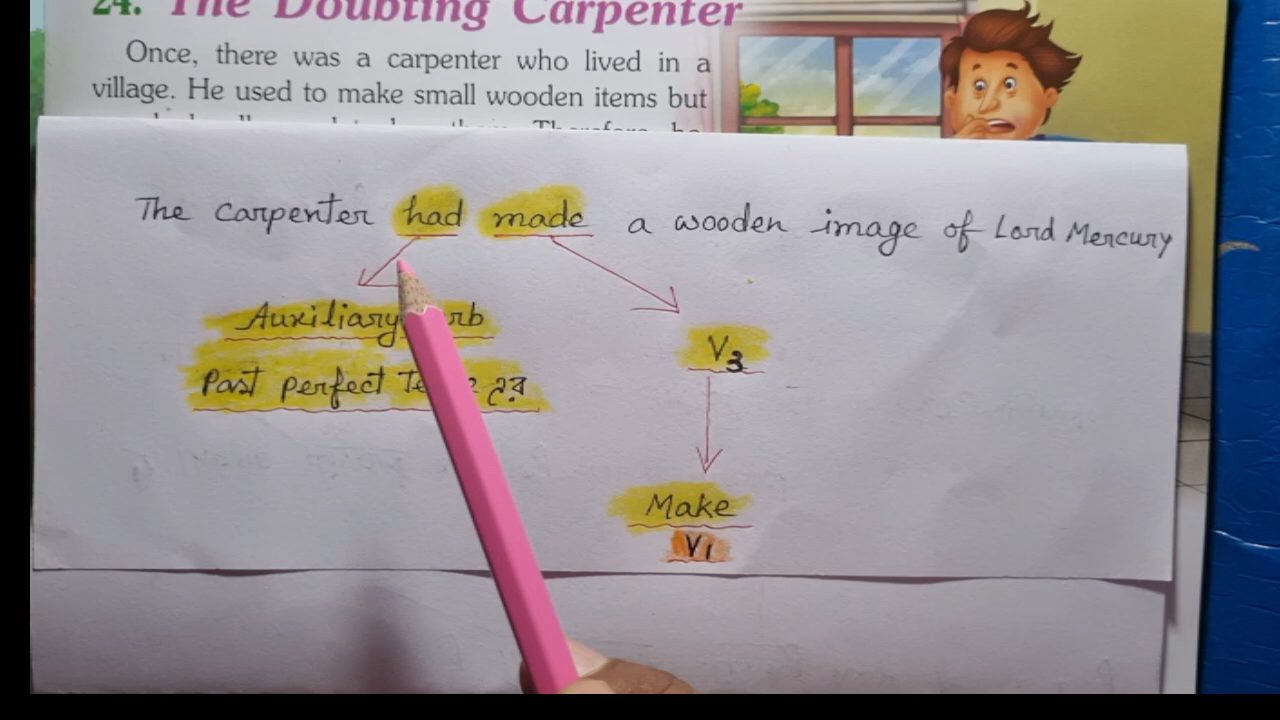 24. The Doubting Carpenter
Once, there was a carpenter who lived in a
village. He used to make small wooden items but
The carpenter had made a wooden image of Lord Mercury
Auxiliary
Past perfect
V3
Make
V1